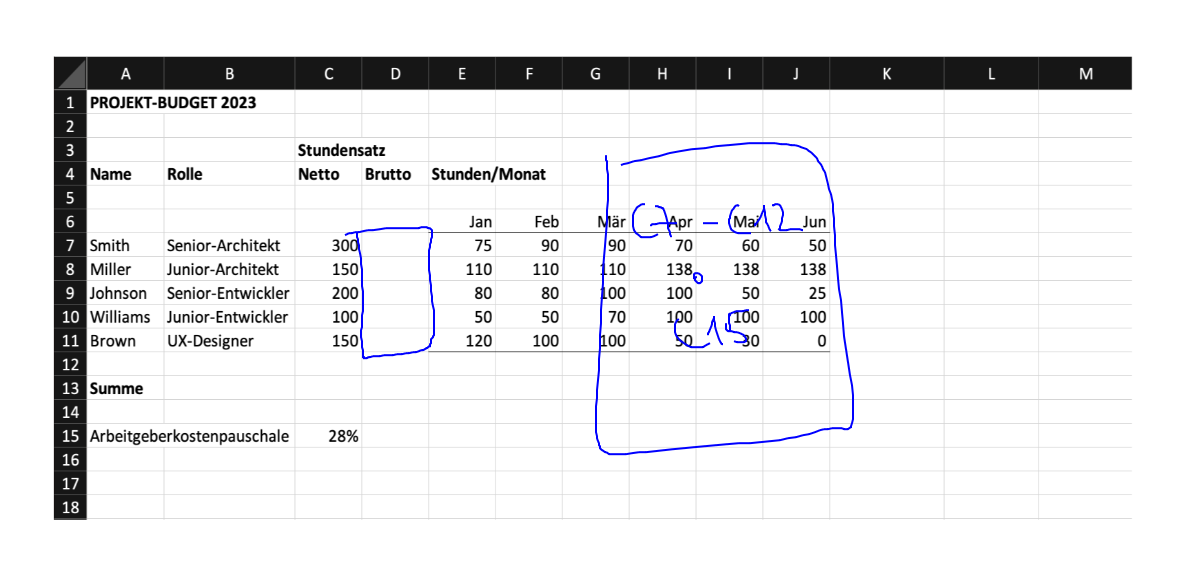 A B C D E F G H I J K L M
1 PROJEKT-BUDGET 2023
2
3 Stundensatz
4 Name Rolle Netto Brutto Stunden/Monat
5
6 Jan Feb Mär Apr Mai Jun
C7 - C12
7 Smith Senior-Architekt 300 75 90 90 70 60 50
8 Miller Junior-Architekt 150 110 110 110 138 138 138
9 Johnson Senior-Entwickler 200 80 80 100 100 50 25
10 Williams Junior-Entwickler 100 50 50 70 100 100 100
C15
11 Brown UX-Designer 150 120 100 100 50 30 0
12
13 Summe
14
15 Arbeitgeberkostenpauschale 28%
16
17
18